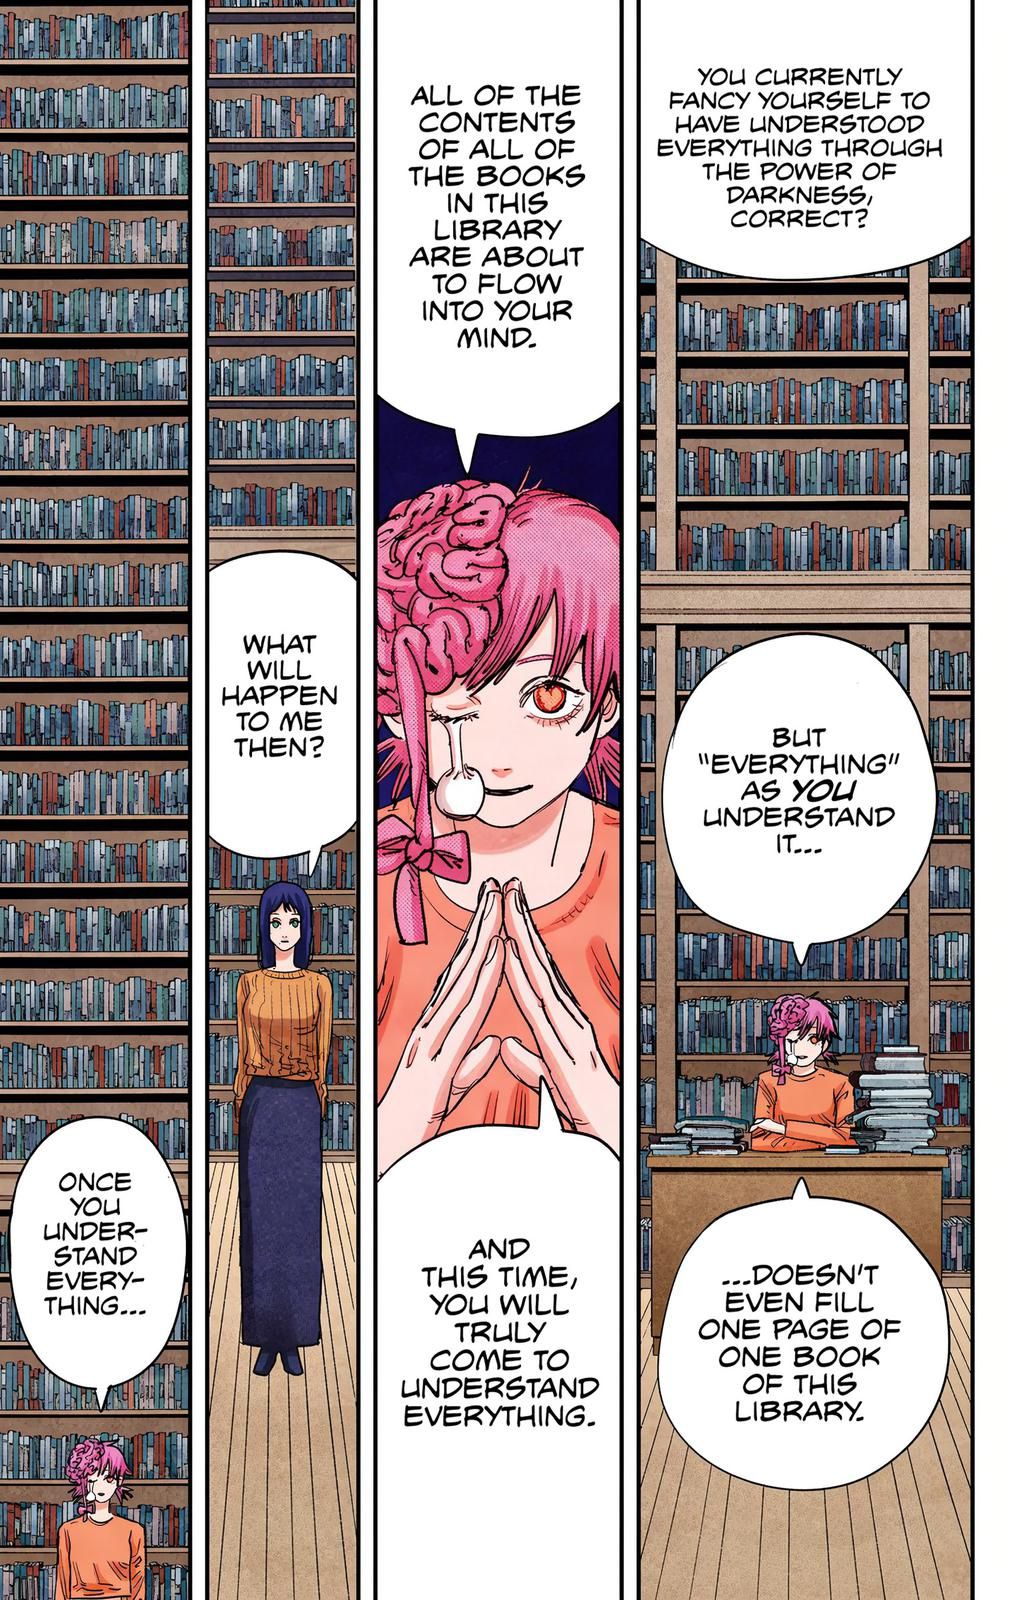 YOU CURRENTLY
FANCY YOURSELF TO
HAVE UNDERSTOOD
EVERYTHING THROUGH
THE POWER OF
DARKNESS,
CORRECT?
BUT
"EVERYTHING"
AS YOU
UNDERSTAND
IT...
...DOESN'T
EVEN FILL
ONE PAGE OF
ONE BOOK
OF THIS
LIBRARY.
ALL OF THE
CONTENTS
OF ALL OF
THE BOOKS
IN THIS
LIBRARY
ARE ABOUT
TO FLOW
INTO YOUR
MIND.
AND
THIS TIME,
YOU WILL
TRULY
COME TO
UNDERSTAND
EVERYTHING.
WHAT
WILL
HAPPEN
TO ME
THEN?
ONCE
YOU
UNDER-
STAND
EVERY-
THING...